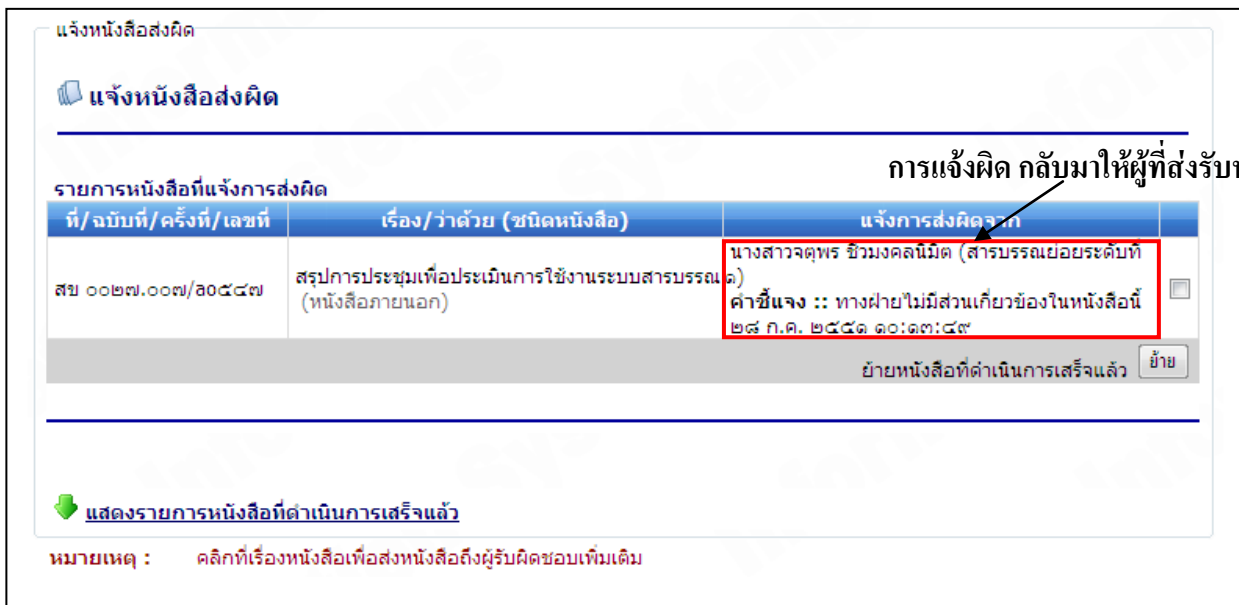 แจ้งหนังสือส่งผิด
แจ้งหนังสือส่งผิด
การแจ้งผิด กลับมาให้ผู้ที่ส่งรับท
รายการหนังสือที่แจ้งการส่งผิด
ที่/ฉบับที่/ครั้งที่/เลขที่ เรื่อง/ว่าด้วย (ชนิดหนังสือ) แจ้งการส่งผิดจาก
นางสาวจตุพร ชิวมงคลนิมิต (สารบรรณย่อยระดับที่
สข ๐๐๒๗.๐๐๗/a๐๕๔๗ สรุปการประชุมเพื่อประเมินการใช้งานระบบสารบรรณ ๑)
(หนังสือภายนอก) คำชี้แจง :: ทางฝ่ายไม่มีส่วนเกี่ยวข้องในหนังสือนี้
๒๘ ก.ค. ๒๕๕๑ ๑๐:๑๓:๔๙
ย้ายหนังสือที่ดำเนินการเสร็จแล้ว ย้าย
แสดงรายการหนังสือที่ดำเนินการเสร็จแล้ว
หมายเหตุ : คลิกที่เรื่องหนังสือเพื่อส่งหนังสือถึงผู้รับผิดชอบเพิ่มเติม